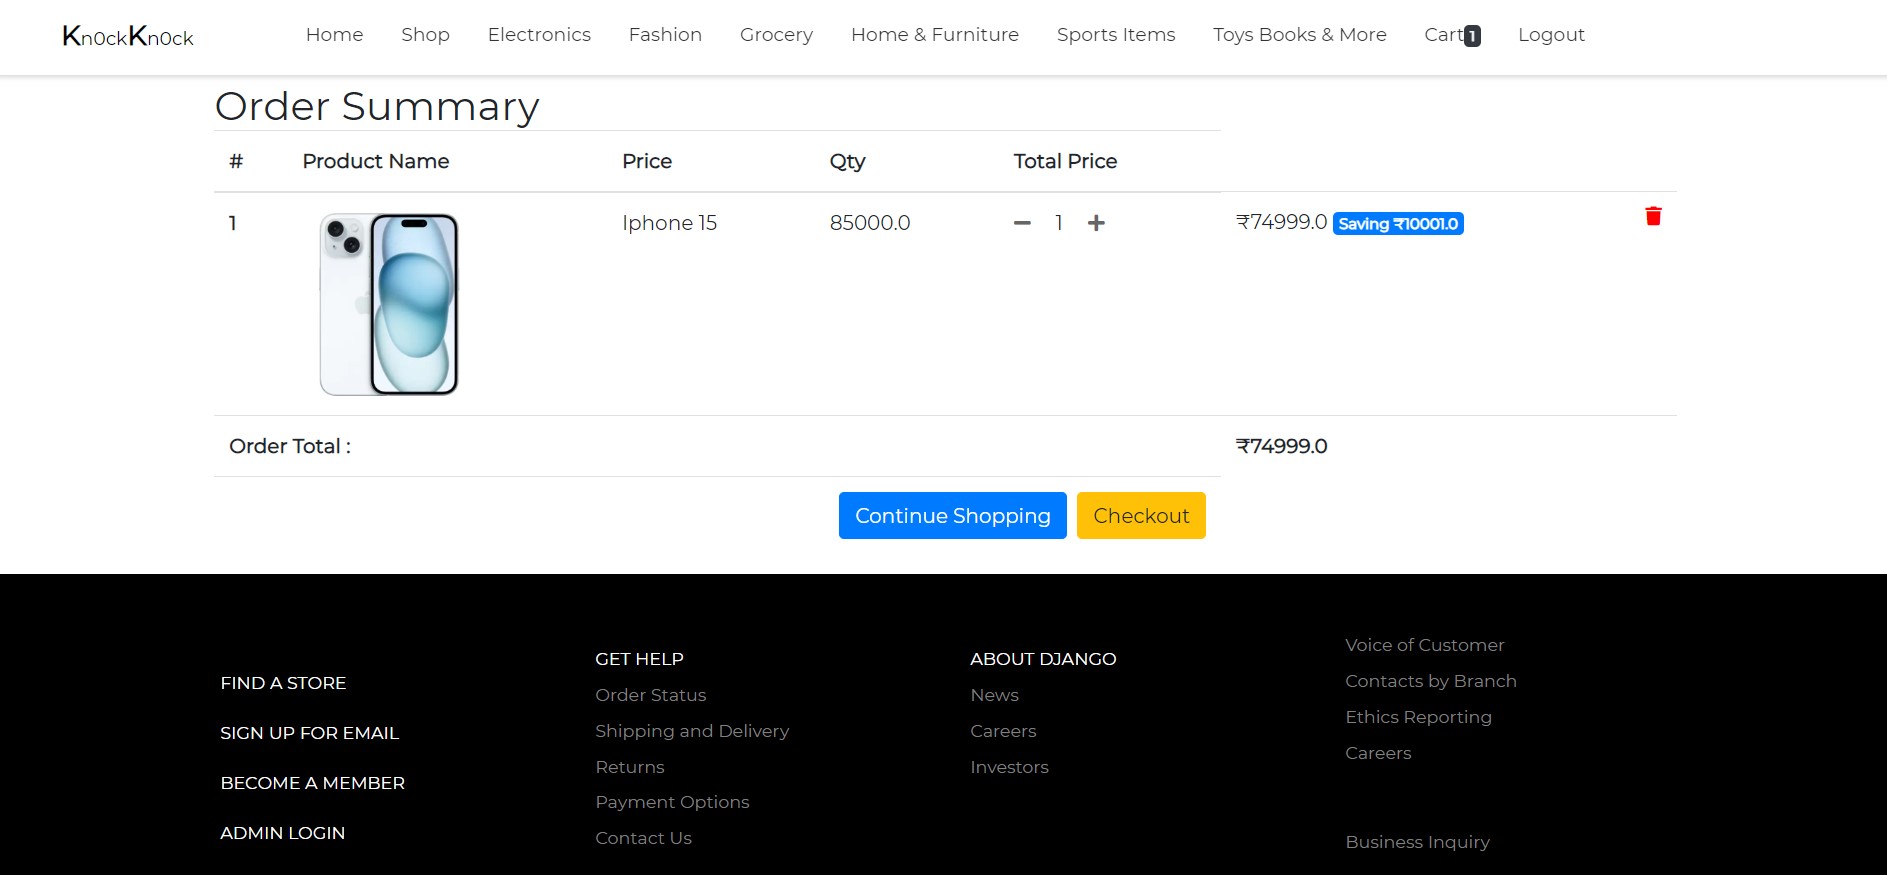 Kn0ckKn0ck Home Shop Electronics Fashion Grocery Home & Furniture Sports Items Toys Books & More Cart1 Logout
Order Summary
# Product Name Price Qty Total Price
1 Iphone 15 85000.0 − 1 + ₹74999.0 Saving ₹10001.0
Order Total : ₹74999.0
Continue Shopping Checkout
FIND A STORE
SIGN UP FOR EMAIL
BECOME A MEMBER
ADMIN LOGIN
GET HELP
Order Status
Shipping and Delivery
Returns
Payment Options
Contact Us
ABOUT DJANGO
News
Careers
Investors
Voice of Customer
Contacts by Branch
Ethics Reporting
Careers
Business Inquiry